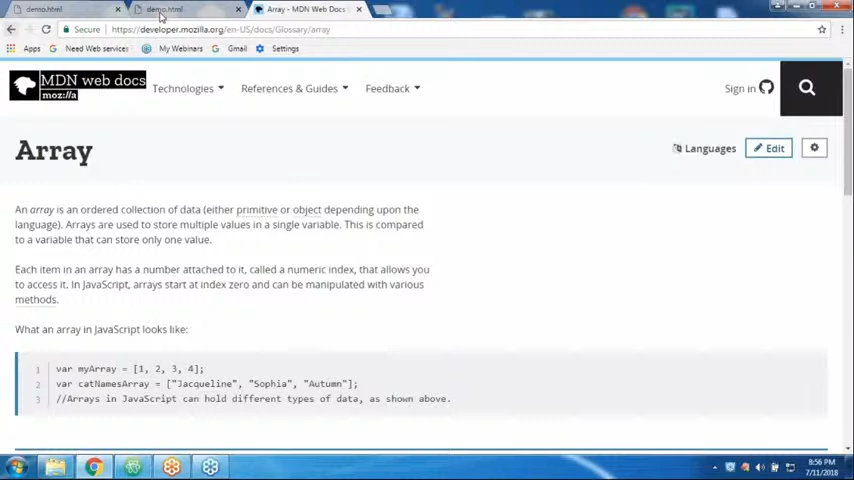 demo.html
demo.html
Array - MDN Web Docs
Secure
https://developer.mozilla.org/en-US/docs/Glossary/array
Apps
Need Web services
My Webinars
Gmail
Settings
MDN web docs
moz://a
Technologies
References & Guides
Feedback
Sign in
Array
Languages
Edit
An array is an ordered collection of data (either primitive or object depending upon the
language). Arrays are used to store multiple values in a single variable. This is compared
to a variable that can store only one value.
Each item in an array has a number attached to it, called a numeric index, that allows you
to access it. In JavaScript, arrays start at index zero and can be manipulated with various
methods.
What an array in JavaScript looks like:
1 var myArray = [1, 2, 3, 4];
2 var catNamesArray = ["Jacqueline", "Sophia", "Autumn"];
3 //Arrays in JavaScript can hold different types of data, as shown above.
8:56 PM
7/11/2018